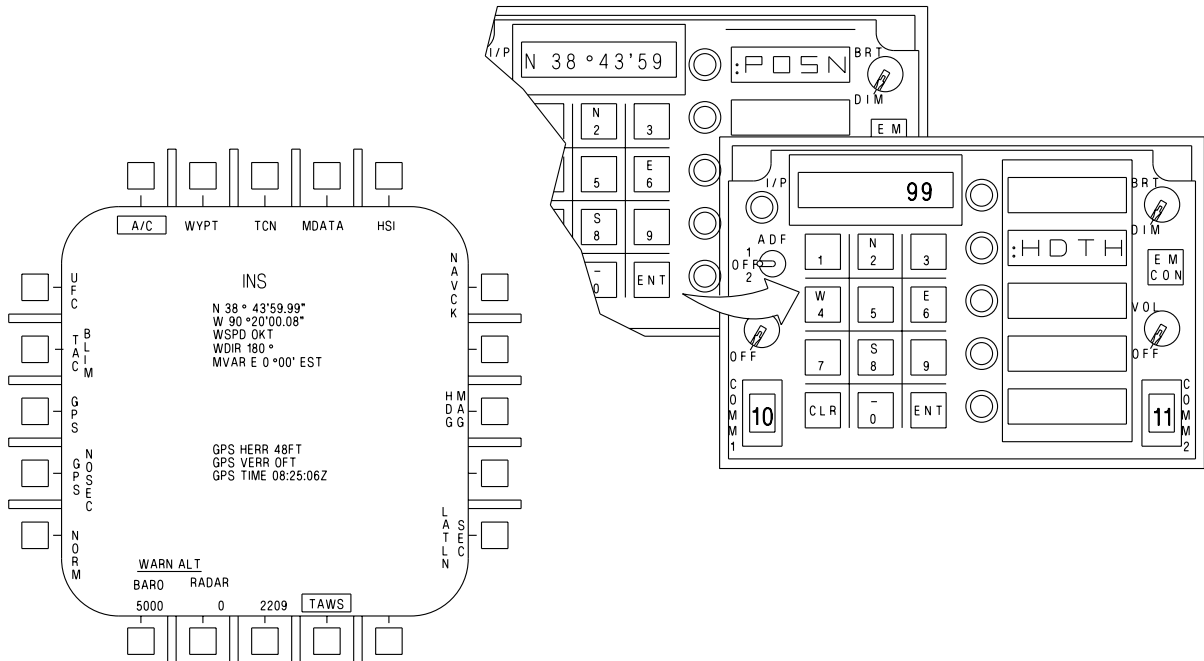 A/C WYPT TCN MDATA HSI
UFC
TAC BLIM
GPS
GPS NOSEC
NORM
NAVCK
HDG MAG
LATLN SEC
INS
N 38 ° 43'59.99"
W 90 °20'00.08"
WSPD 0KT
WDIR 180 °
MVAR E 0 °00' EST
GPS HERR 48FT
GPS VERR 0FT
GPS TIME 08:25:06Z
WARN ALT
BARO RADAR
5000 0 2209 TAWS
I/P
N 38 °43'59
:POSN
BRT
DIM
EM
N
2 3
5 E
6
S
8 9
–
0 ENT
I/P
99
BRT
DIM
:HDTH
ADF
1
OFF
2
EM
CON
1 N
2 3
W
4 5 E
6
7 S
8 9
CLR –
0 ENT
OFF
VOL
OFF
COMM 1
10
11
COMM 2